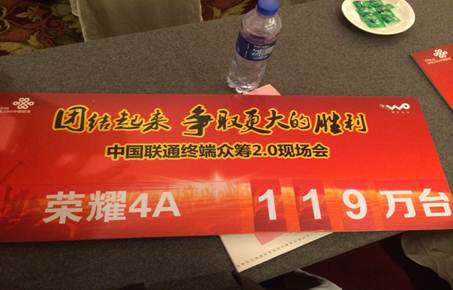 团结起来 争取更大的胜利
中国联通终端众筹2.0现场会
荣耀4A 119万台